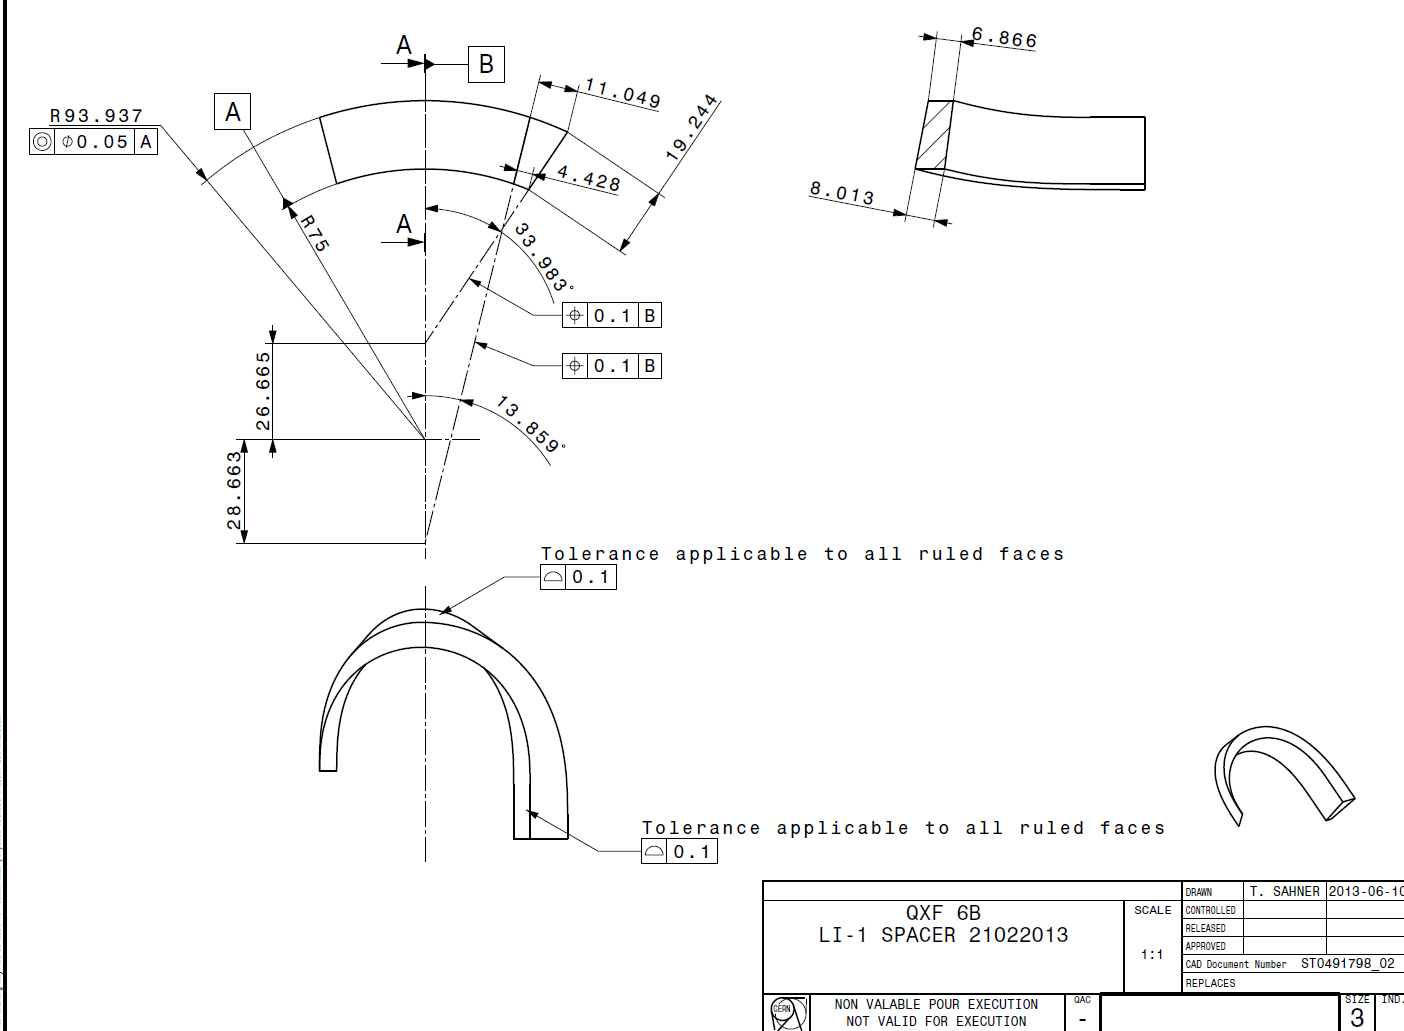 A
B
6.866
11.049
R93.937
A
⌀0.05 A
19.244
4.428
8.013
R75
A
33.983°
0.1 B
26.665
0.1 B
13.859°
28.663
Tolerance applicable to all ruled faces
0.1
Tolerance applicable to all ruled faces
0.1
DRAWN T. SAHNER 2013-06-10
QXF 6B
LI-1 SPACER 21022013
SCALE
1:1
CONTROLLED
RELEASED
APPROVED
CAD Document Number ST0491798_02
REPLACES
CERN
NON VALABLE POUR EXECUTION
NOT VALID FOR EXECUTION
QAC
-
SIZE
3
IND.